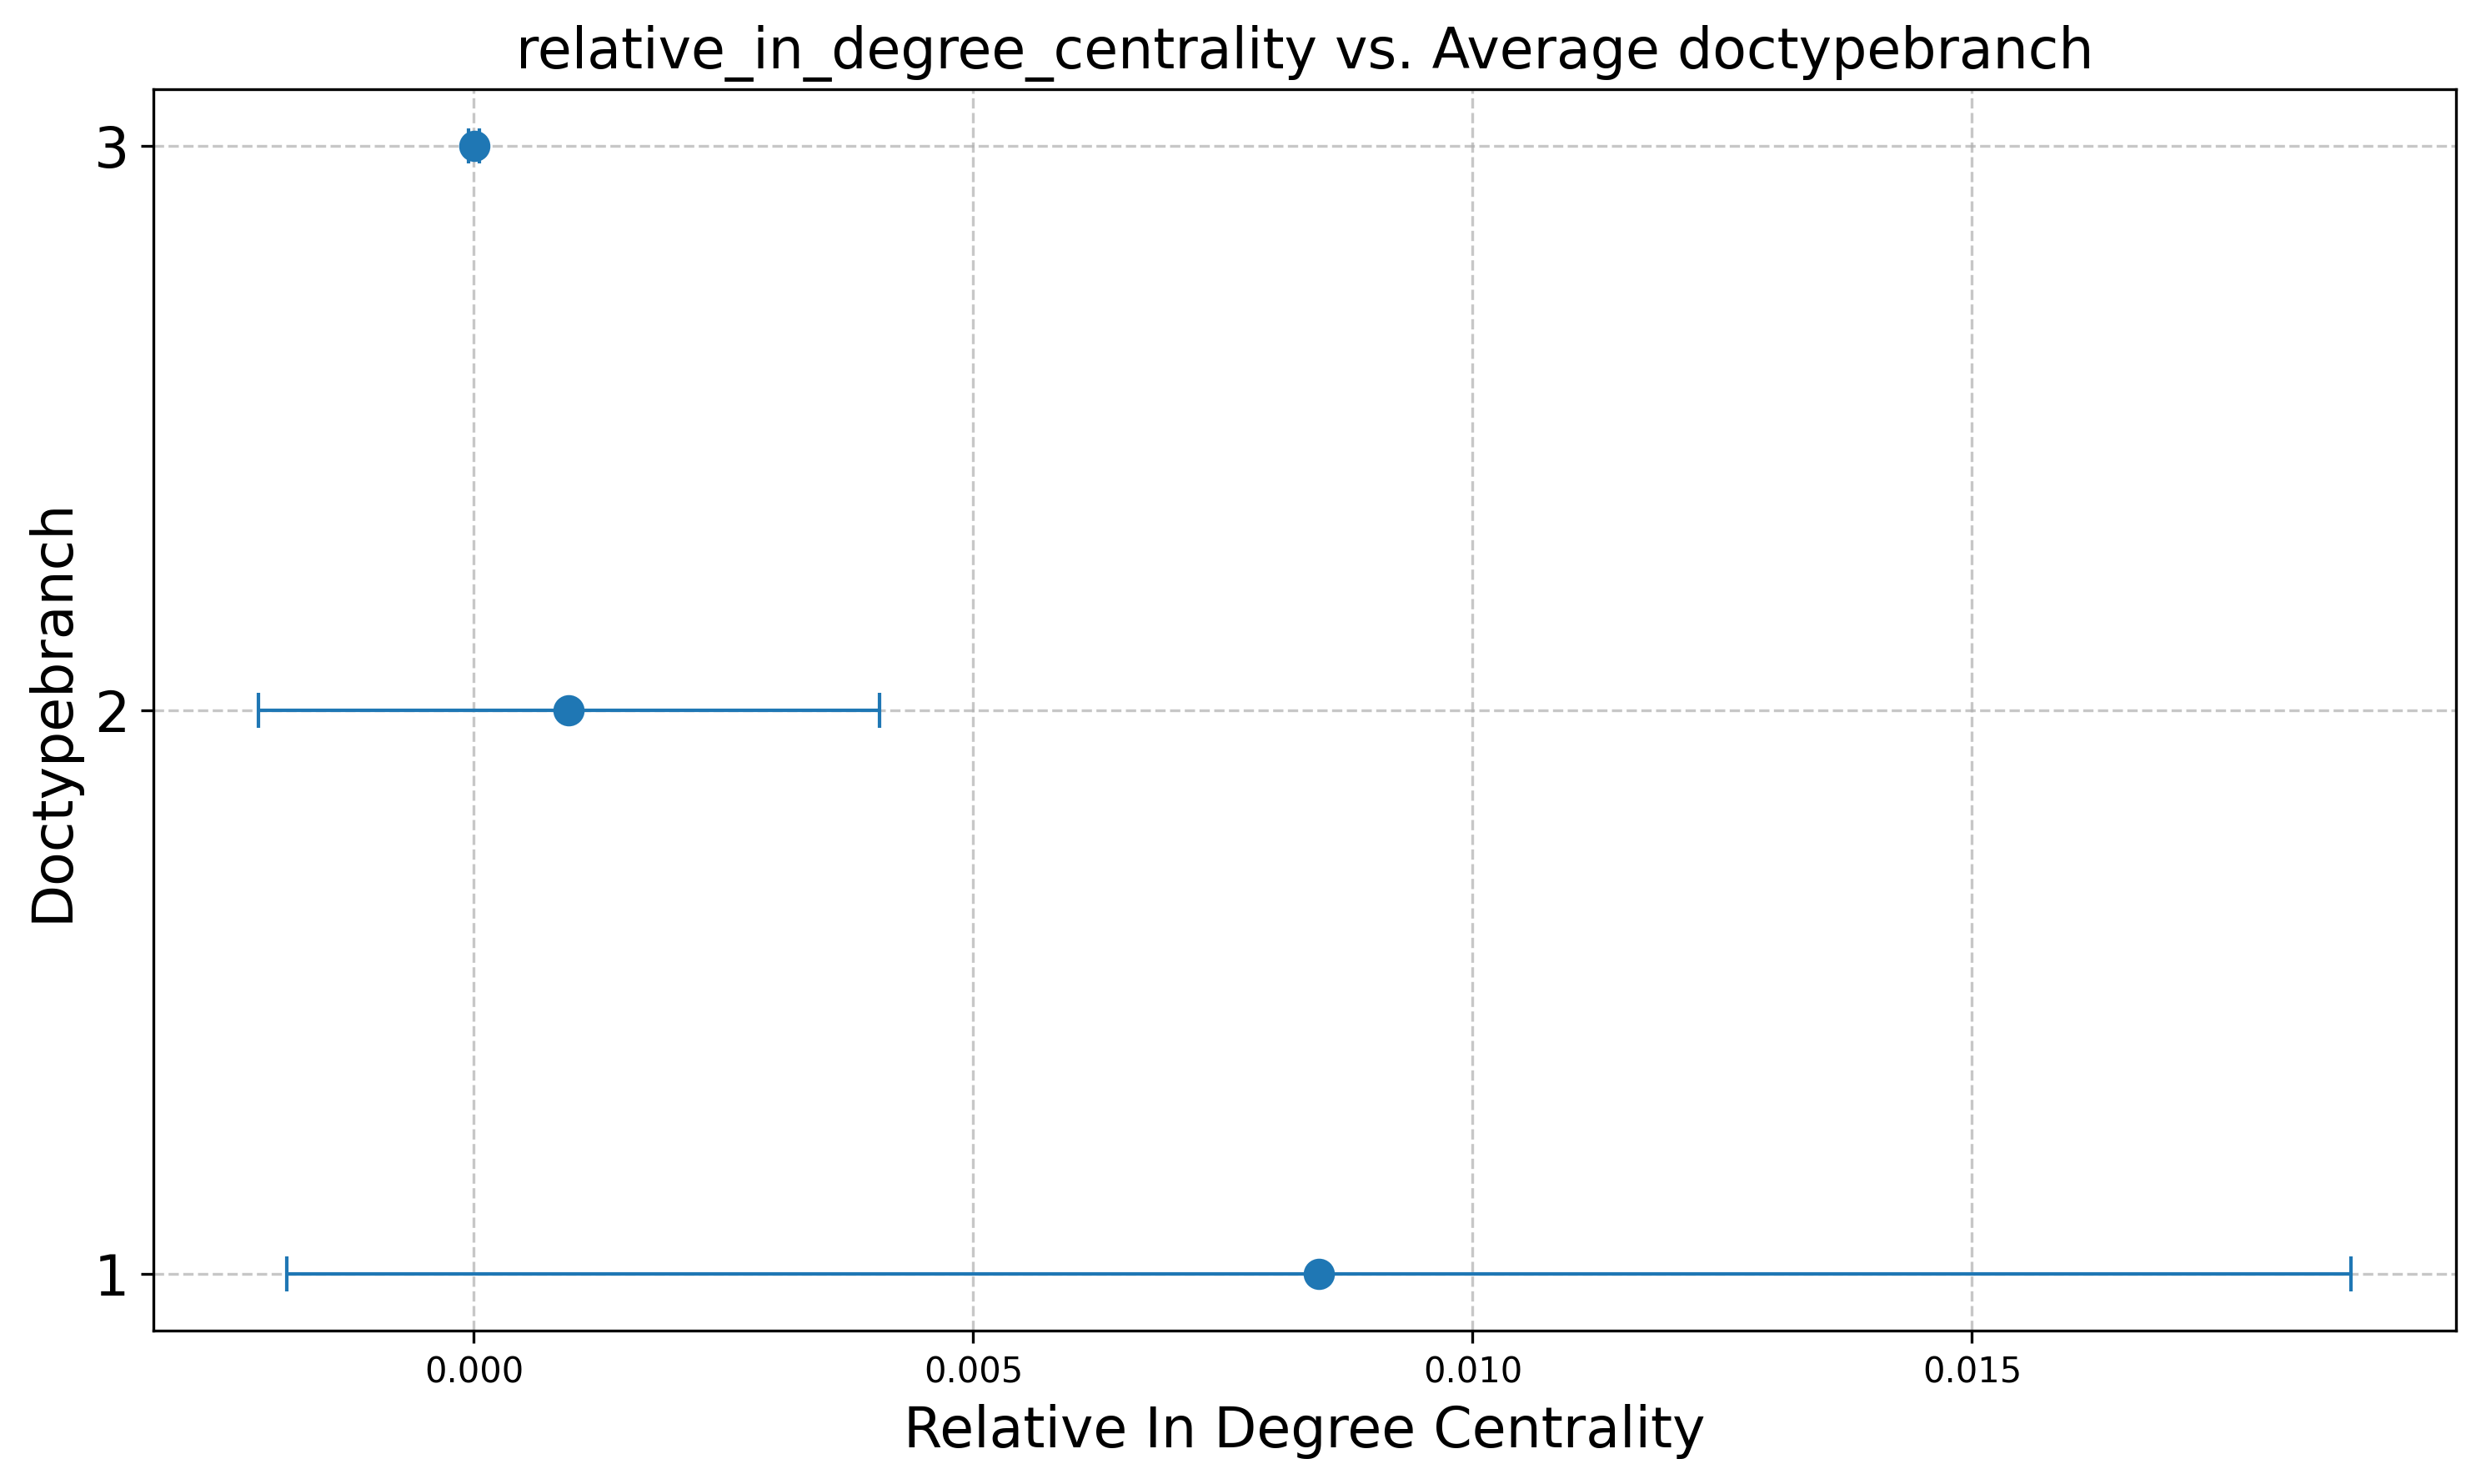 relative_in_degree_centrality vs. Average doctypebranch
Doctypebranch
3
2
1
0.000 0.005 0.010 0.015
Relative In Degree Centrality